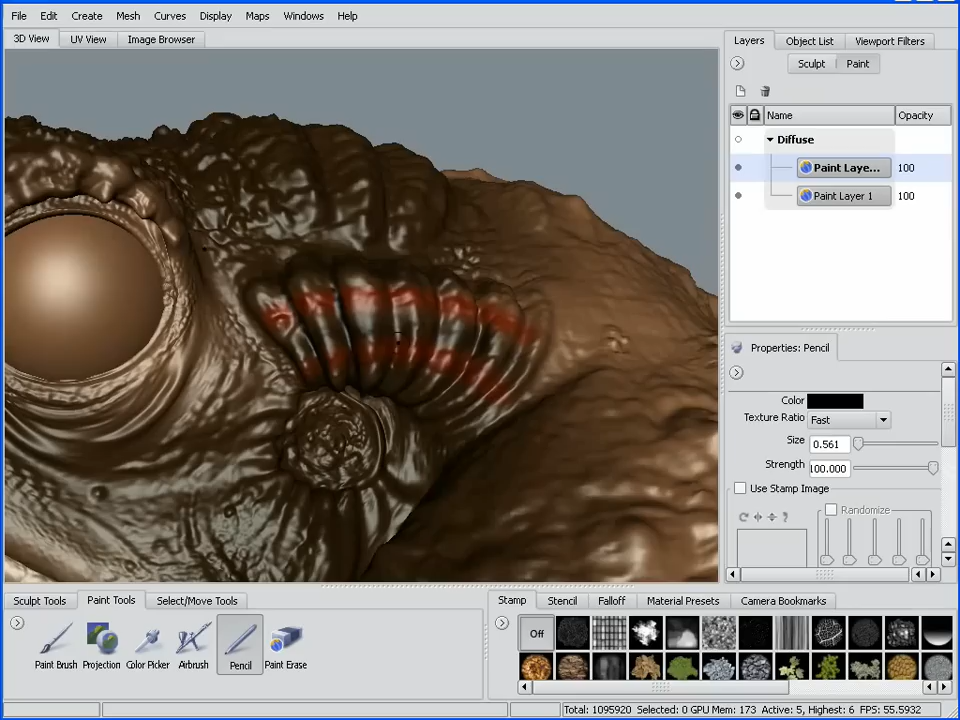 File Edit Create Mesh Curves Display Maps Windows Help
3D View UV View Image Browser
Layers Object List Viewport Filters
Sculpt Paint
Name Opacity
Diffuse
Paint Laye... 100
Paint Layer 1 100
Properties: Pencil
Color
Texture Ratio Fast
Size 0.561
Strength 100.000
Use Stamp Image
Randomize
Sculpt Tools Paint Tools Select/Move Tools
Stamp Stencil Falloff Material Presets Camera Bookmarks
Off
Paint Brush Projection Color Picker Airbrush Pencil Paint Erase
Total: 1095920 Selected: 0 GPU Mem: 173 Active: 5, Highest: 6 FPS: 55.5932